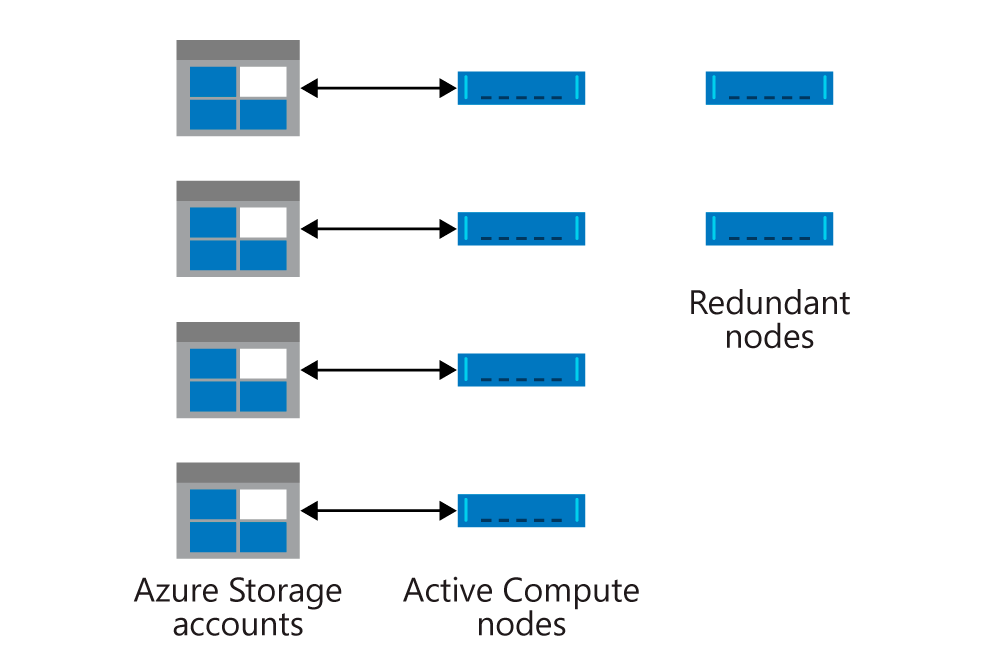 Redundant
nodes
Azure Storage
accounts
Active Compute
nodes